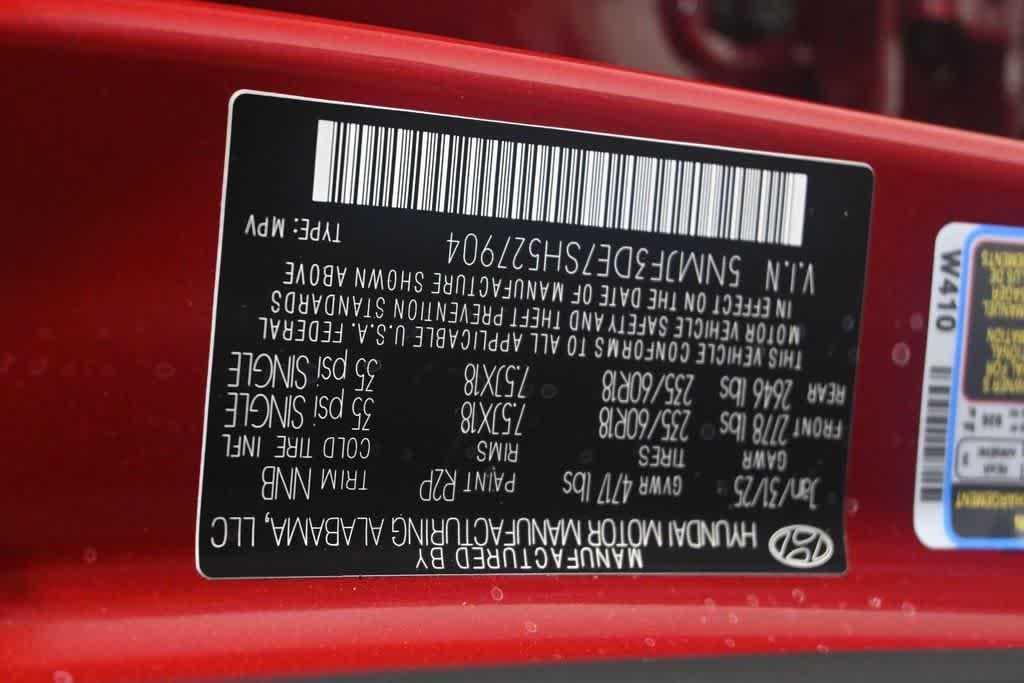 MANUFACTURED BY
HYUNDAI MOTOR MANUFACTURING ALABAMA, LLC
Jan/31/25 GVWR 4717 lbs PAINT R2P TRIM NNB
GAWR TIRES RIMS COLD TIRE INFL
FRONT 2778 lbs 235/60R18 7.5JX18 35 psi SINGLE
REAR 2646 lbs 235/60R18 7.5JX18 35 psi SINGLE
THIS VEHICLE CONFORMS TO ALL APPLICABLE U.S.A. FEDERAL
MOTOR VEHICLE SAFETY AND THEFT PREVENTION STANDARDS
IN EFFECT ON THE DATE OF MANUFACTURE SHOWN ABOVE
V.I.N 5NMJF3DE7SH527904 TYPE: MPV
W410
REAR